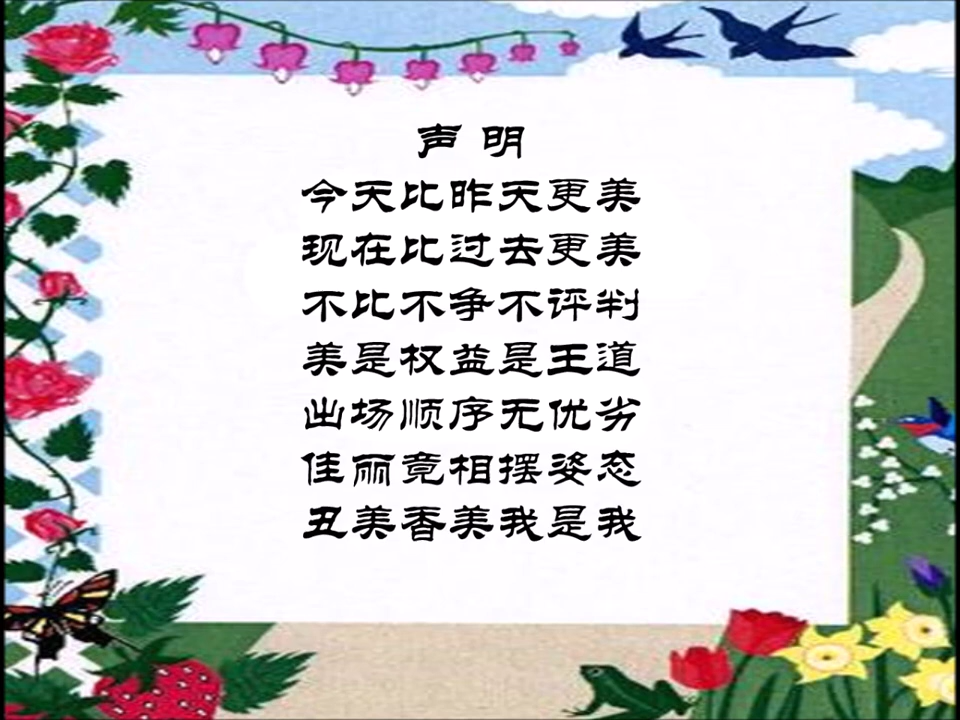 声 明
今天比昨天更美
现在比过去更美
不比不争不评判
美是权益是王道
出场顺序无优劣
佳丽竟相摆姿态
丑美香美我是我